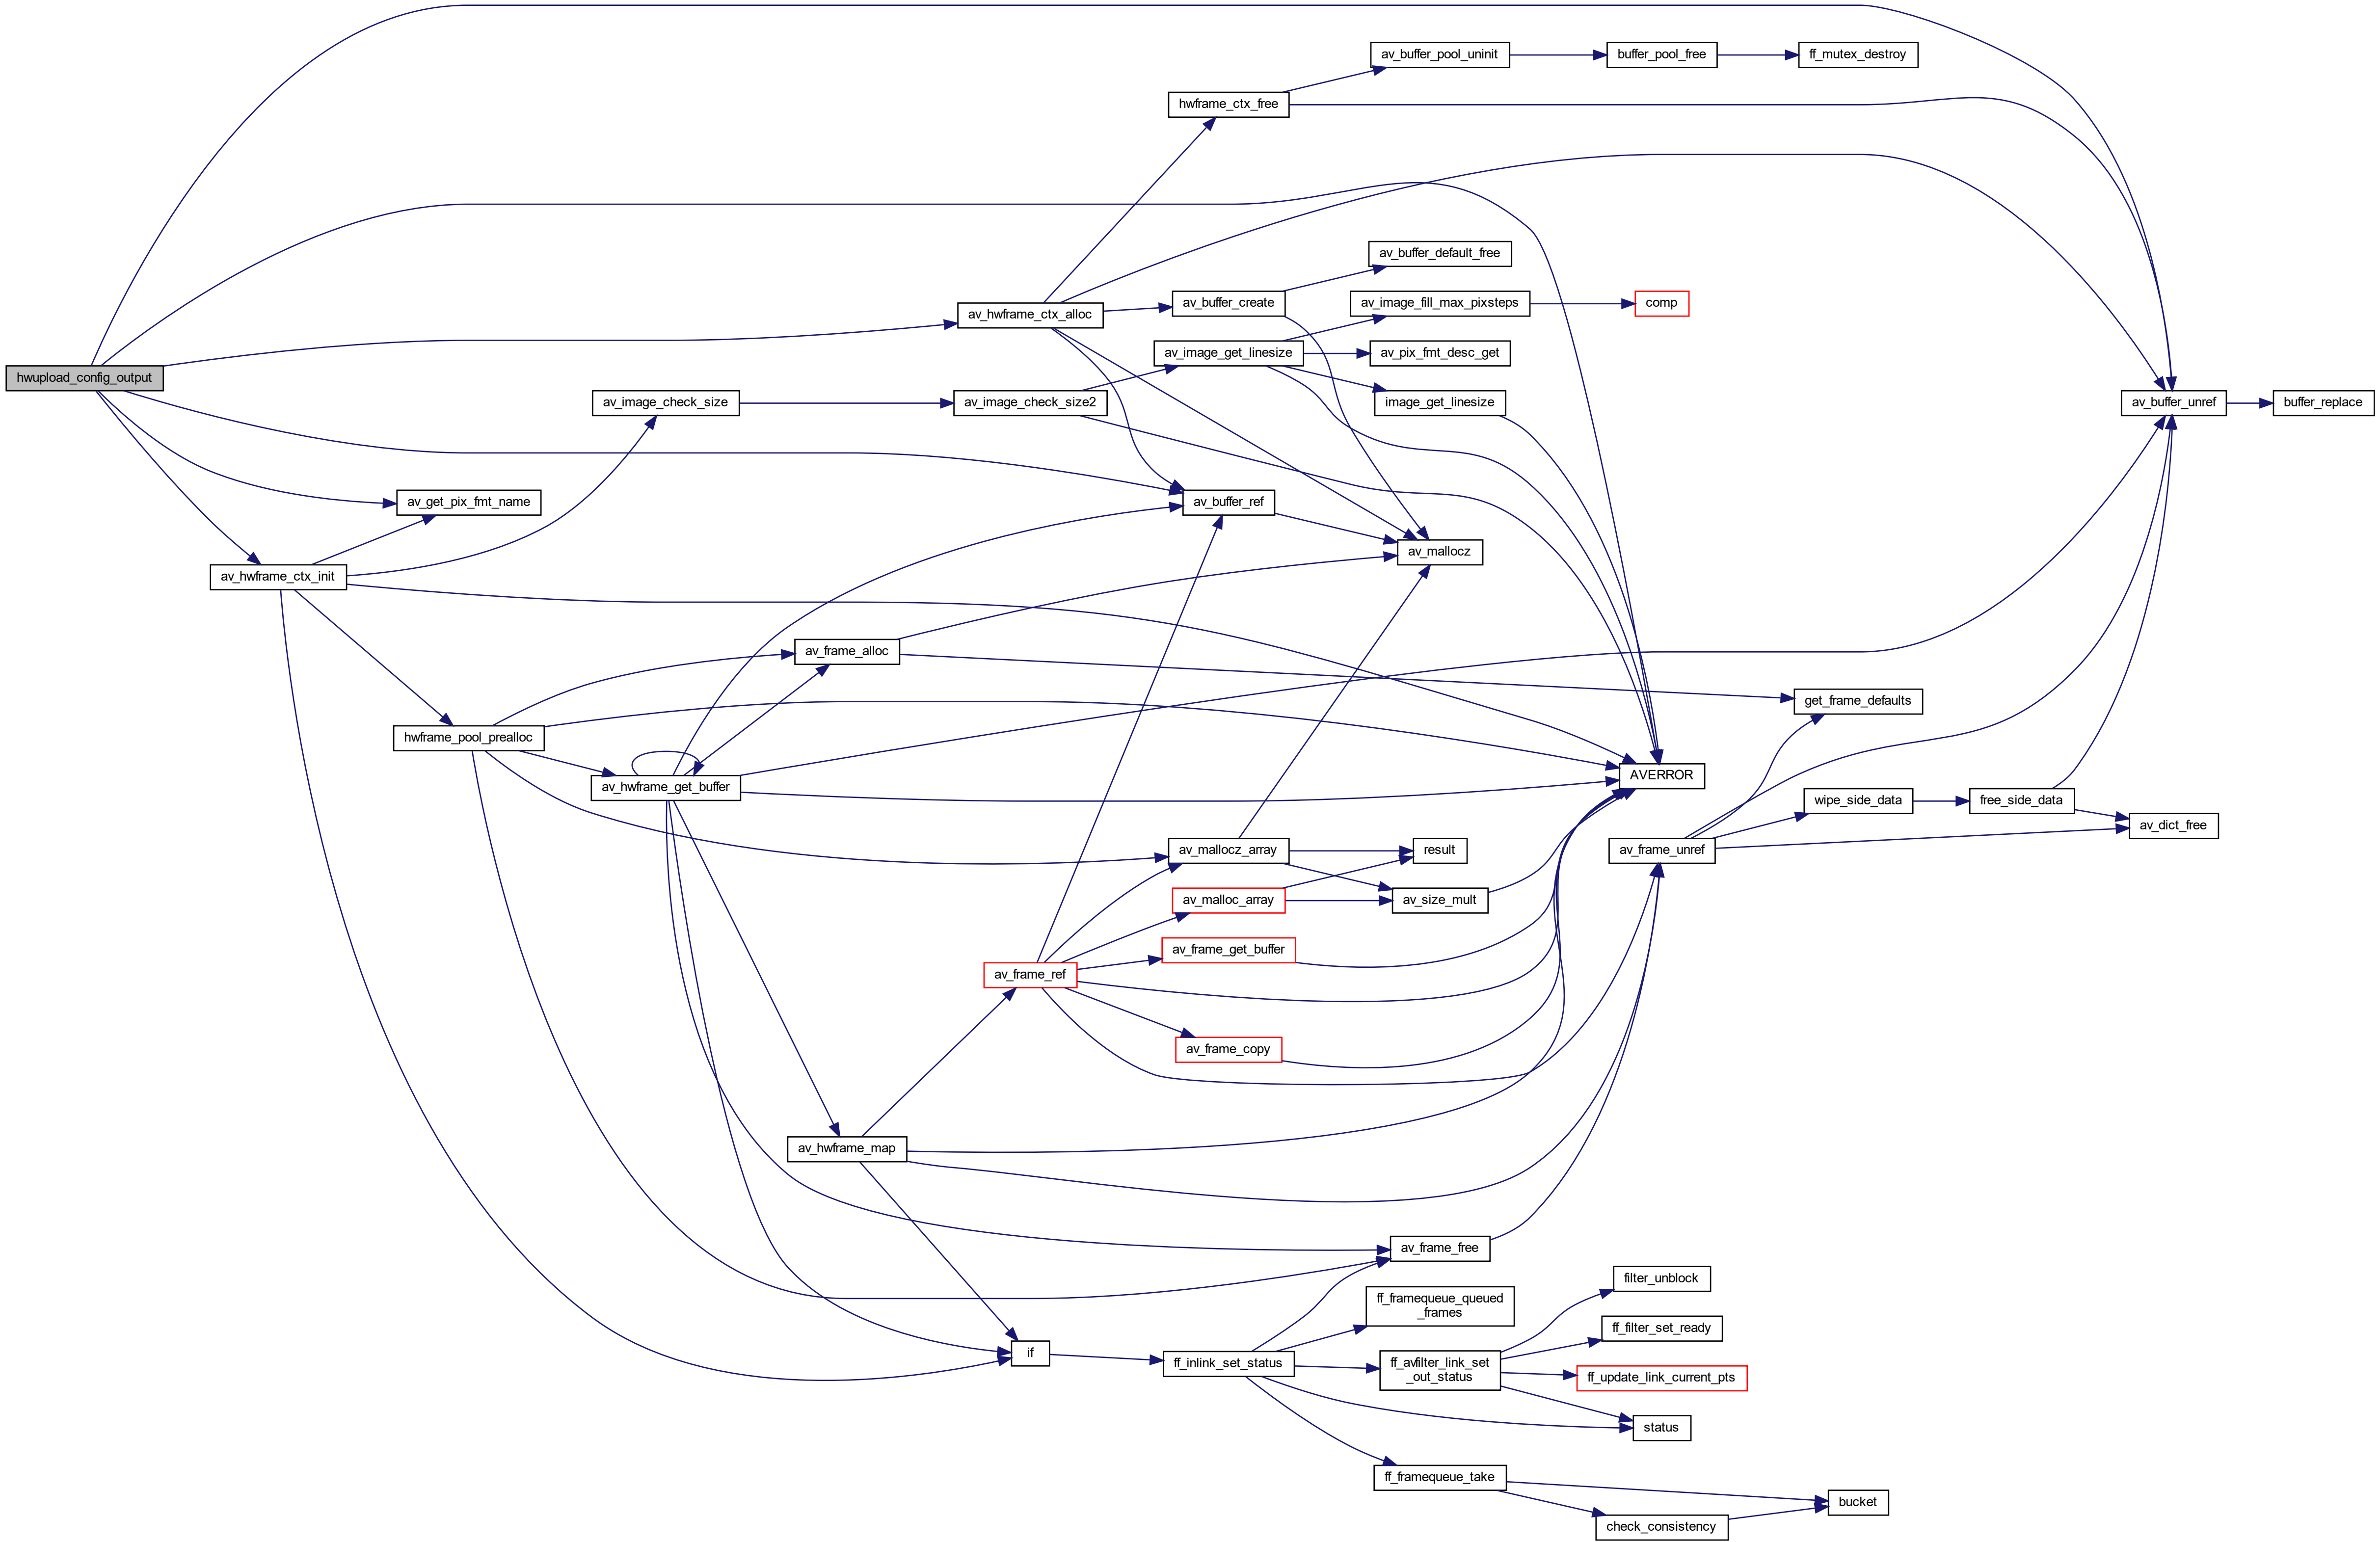 av_buffer_pool_uninit
buffer_pool_free
ff_mutex_destroy
hwframe_ctx_free
av_buffer_default_free
av_buffer_create
av_image_fill_max_pixsteps
comp
av_hwframe_ctx_alloc
av_image_get_linesize
av_pix_fmt_desc_get
hwupload_config_output
av_image_check_size
av_image_check_size2
image_get_linesize
av_buffer_unref
buffer_replace
av_get_pix_fmt_name
av_buffer_ref
av_mallocz
av_hwframe_ctx_init
av_frame_alloc
get_frame_defaults
hwframe_pool_prealloc
av_hwframe_get_buffer
AVERROR
wipe_side_data
free_side_data
av_dict_free
av_mallocz_array
result
av_frame_unref
av_malloc_array
av_size_mult
av_frame_get_buffer
av_frame_ref
av_frame_copy
av_hwframe_map
av_frame_free
filter_unblock
ff_framequeue_queued
_frames
ff_filter_set_ready
if
ff_inlink_set_status
ff_avfilter_link_set
_out_status
ff_update_link_current_pts
status
ff_framequeue_take
bucket
check_consistency